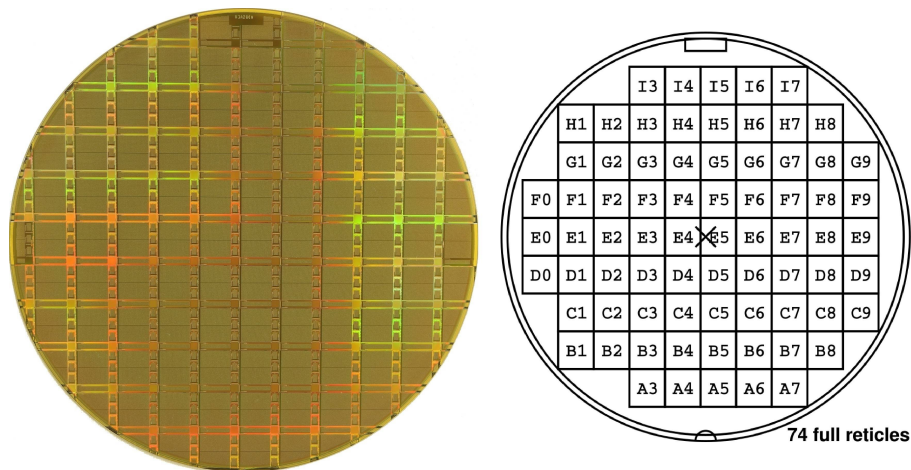 I3 I4 I5 I6 I7
H1 H2 H3 H4 H5 H6 H7 H8
G1 G2 G3 G4 G5 G6 G7 G8 G9
F0 F1 F2 F3 F4 F5 F6 F7 F8 F9
E0 E1 E2 E3 E4 E5 E6 E7 E8 E9
D0 D1 D2 D3 D4 D5 D6 D7 D8 D9
C1 C2 C3 C4 C5 C6 C7 C8 C9
B1 B2 B3 B4 B5 B6 B7 B8
A3 A4 A5 A6 A7
74 full reticles